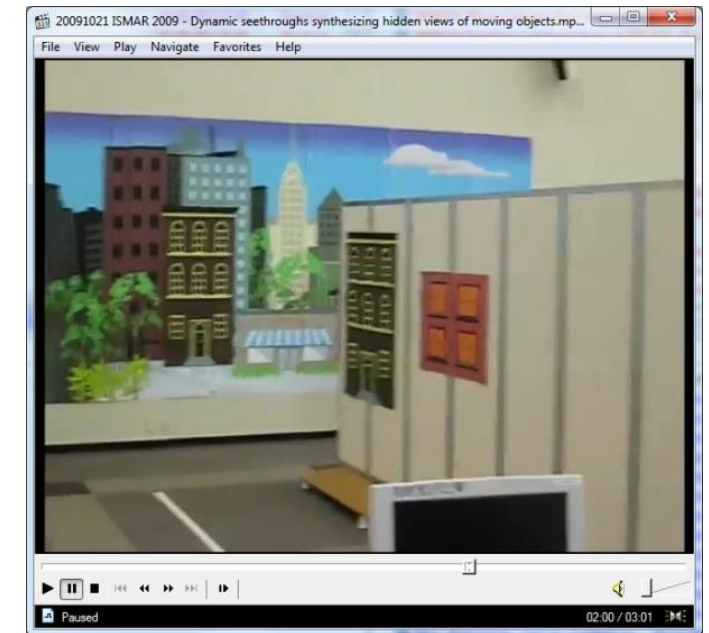 20091021 ISMAR 2009 - Dynamic seethroughs synthesizing hidden views of moving objects.mp...
File View Play Navigate Favorites Help
Paused
02:00 / 03:01